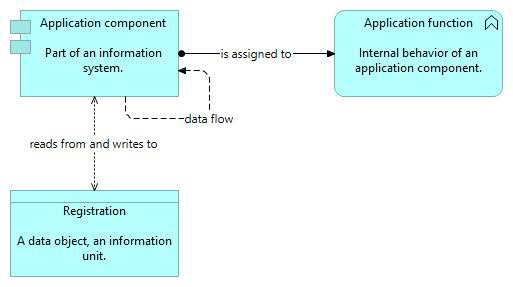 Application component
Part of an information
system.
is assigned to
Application function
Internal behavior of an
application component.
data flow
reads from and writes to
Registration
A data object, an information
unit.